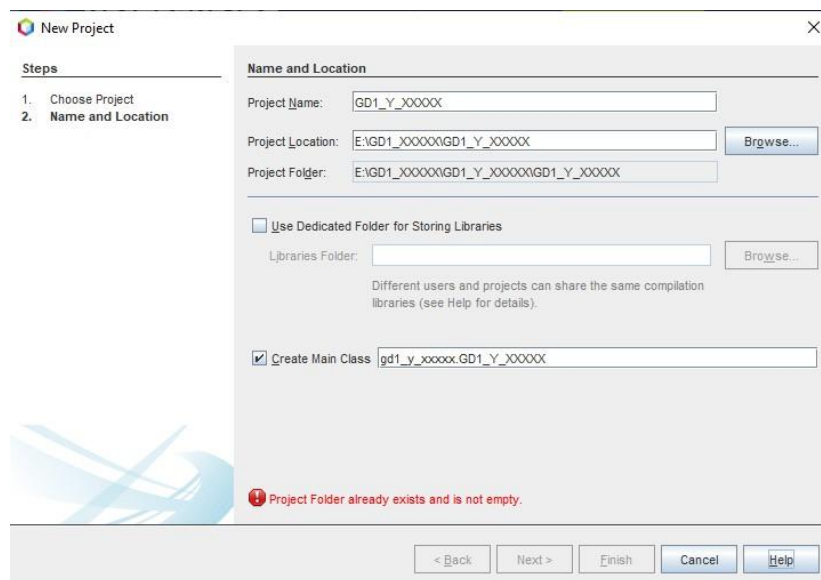 New Project
Steps
1. Choose Project
2. Name and Location
Name and Location
Project Name: GD1_Y_XXXXX
Project Location: E:\GD1_XXXXX\GD1_Y_XXXXX Browse...
Project Folder: E:\GD1_XXXXX\GD1_Y_XXXXX\GD1_Y_XXXXX
Use Dedicated Folder for Storing Libraries
Libraries Folder: Browse...
Different users and projects can share the same compilation
libraries (see Help for details).
Create Main Class gd1_y_xxxxx.GD1_Y_XXXXX
Project Folder already exists and is not empty.
< Back Next > Finish Cancel Help